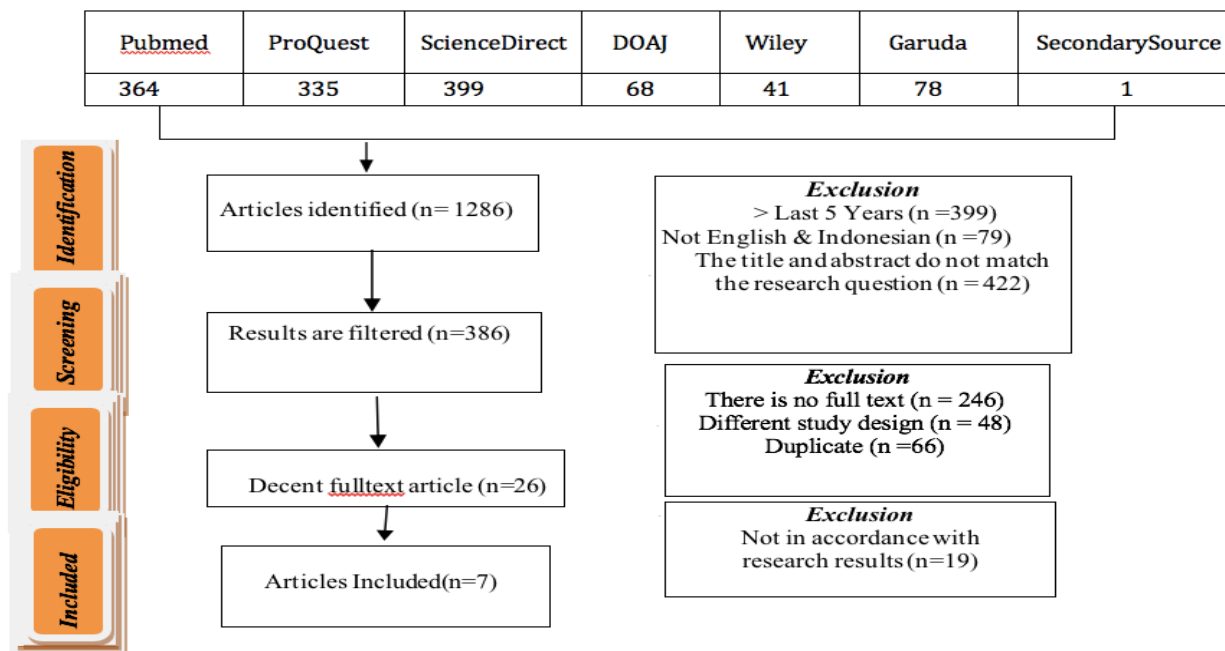 Pubmed ProQuest ScienceDirect DOAJ Wiley Garuda SecondarySource
364 335 399 68 41 78 1
Identification
Articles identified (n= 1286)
Exclusion
> Last 5 Years (n =399)
Not English & Indonesian (n =79)
The title and abstract do not match
the research question (n = 422)
Screening
Results are filtered (n=386)
Exclusion
There is no full text (n = 246)
Different study design (n = 48)
Duplicate (n =66)
Eligibility
Decent fulltext article (n=26)
Exclusion
Not in accordance with
research results (n=19)
Included
Articles Included(n=7)